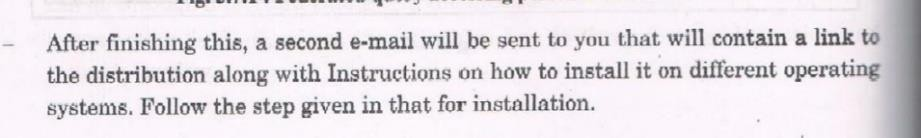 – After finishing this, a second e-mail will be sent to you that will contain a link to
the distribution along with Instructions on how to install it on different operating
systems. Follow the step given in that for installation.